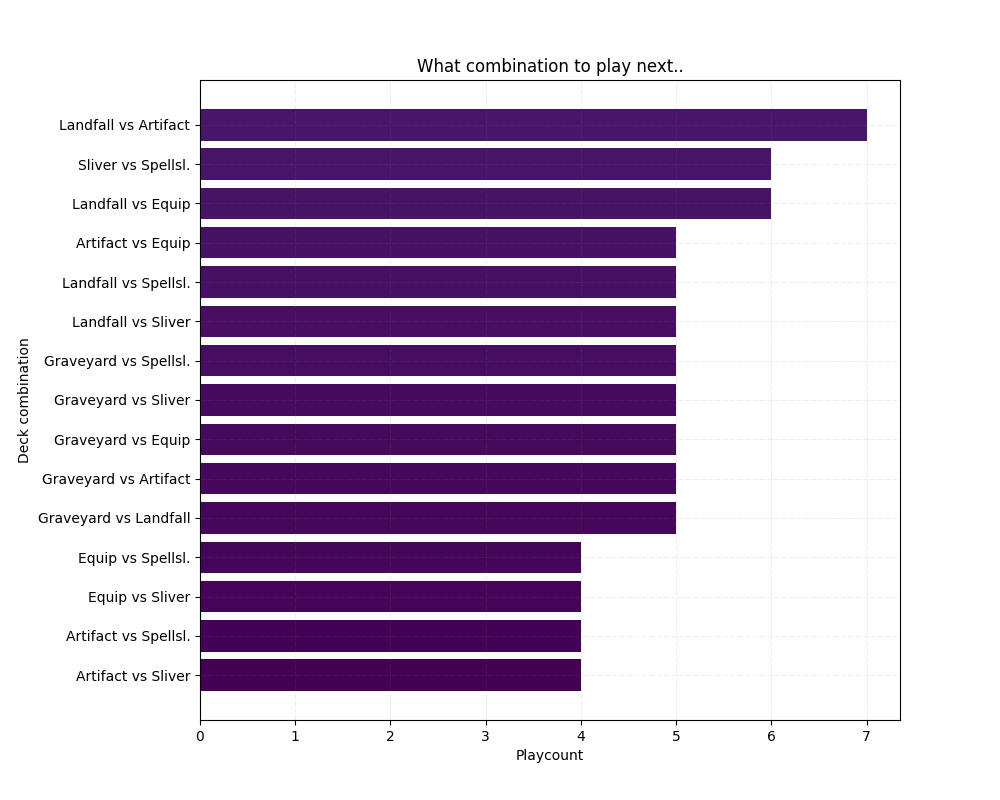 What combination to play next..
Landfall vs Artifact
Sliver vs Spellsl.
Landfall vs Equip
Artifact vs Equip
Landfall vs Spellsl.
Landfall vs Sliver
Graveyard vs Spellsl.
Graveyard vs Sliver
Graveyard vs Equip
Graveyard vs Artifact
Graveyard vs Landfall
Equip vs Spellsl.
Equip vs Sliver
Artifact vs Spellsl.
Artifact vs Sliver
Deck combination
0 1 2 3 4 5 6 7
Playcount